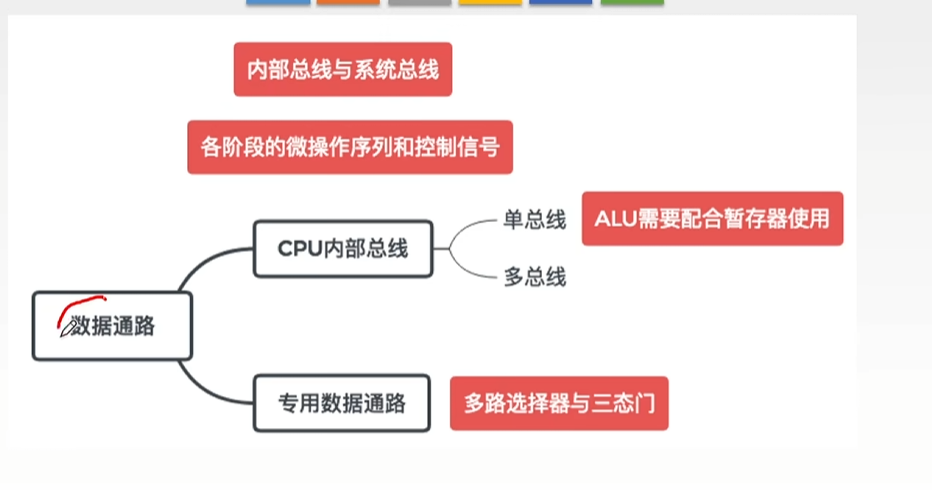 内部总线与系统总线
各阶段的微操作序列和控制信号
单总线
ALU需要配合暂存器使用
CPU内部总线
多总线
数据通路
专用数据通路
多路选择器与三态门